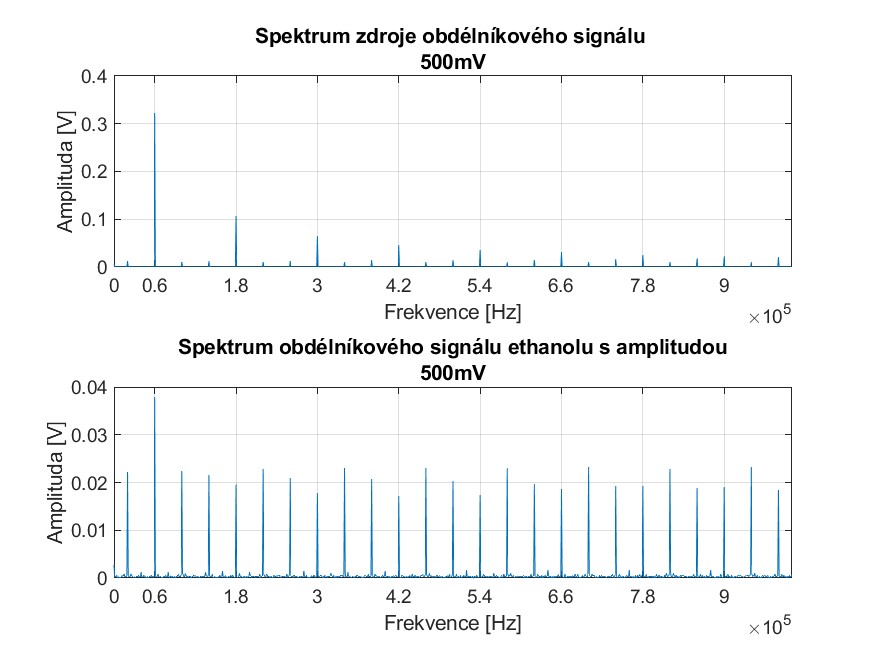 Spektrum zdroje obdélníkového signálu
500mV
0.4
0.3
0.2
0.1
0
Amplituda [V]
0 0.6 1.8 3 4.2 5.4 6.6 7.8 9
Frekvence [Hz]
×10^5
Spektrum obdélníkového signálu ethanolu s amplitudou
500mV
0.04
0.03
0.02
0.01
0
Amplituda [V]
0 0.6 1.8 3 4.2 5.4 6.6 7.8 9
Frekvence [Hz]
×10^5